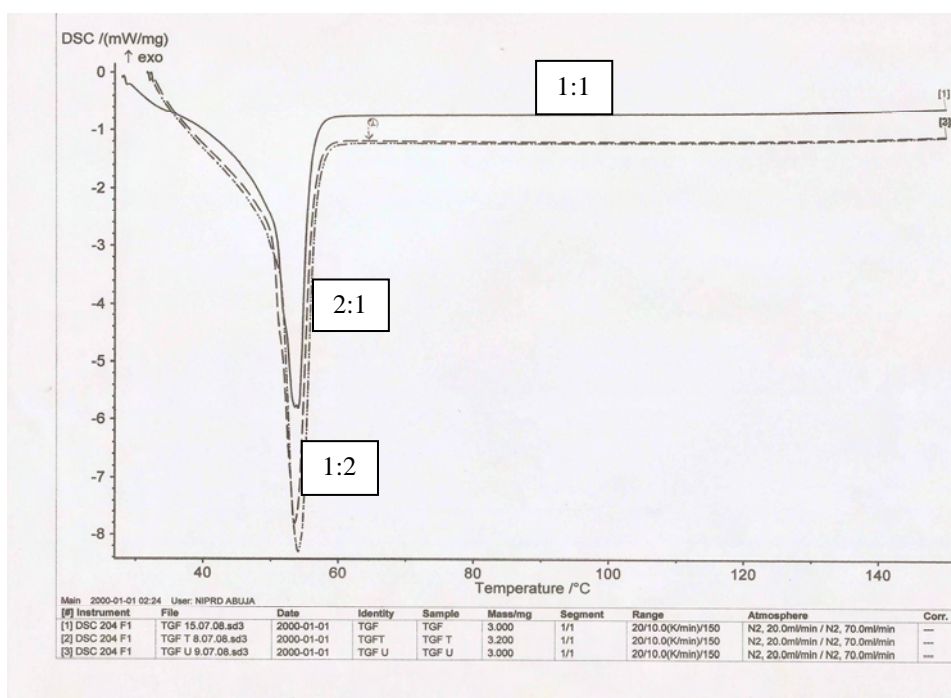 DSC /(mW/mg)
↑ exo
0
-1
-2
-3
-4
-5
-6
-7
-8
1:1
[1]
[3]
2:1
1:2
40 60 80 100 120 140
Temperature /°C
Main 2000-01-01 02:24 User: NIPRD ABUJA
[#] Instrument File Date Identity Sample Mass/mg Segment Range Atmosphere Corr.
[1] DSC 204 F1 TGF 15.07.08.sd3 2000-01-01 TGF TGF 3.000 1/1 20/10.0(K/min)/150 N2, 20.0ml/min / N2, 70.0ml/min ---
[2] DSC 204 F1 TGF T 8.07.08.sd3 2000-01-01 TGFT TGF T 3.200 1/1 20/10.0(K/min)/150 N2, 20.0ml/min / N2, 70.0ml/min ---
[3] DSC 204 F1 TGF U 9.07.08.sd3 2000-01-01 TGF U TGF U 3.000 1/1 20/10.0(K/min)/150 N2, 20.0ml/min / N2, 70.0ml/min ---